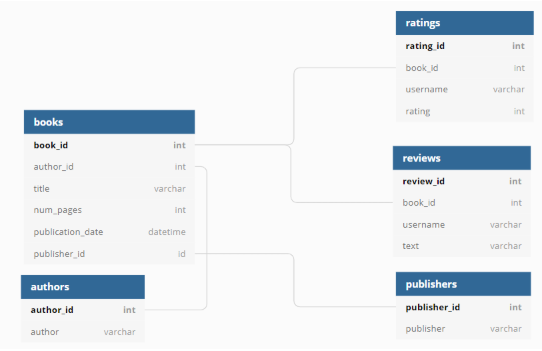 books
book_id int
author_id int
title varchar
num_pages int
publication_date datetime
publisher_id id
authors
author_id int
author varchar
ratings
rating_id int
book_id int
username varchar
rating int
reviews
review_id int
book_id int
username varchar
text varchar
publishers
publisher_id int
publisher varchar